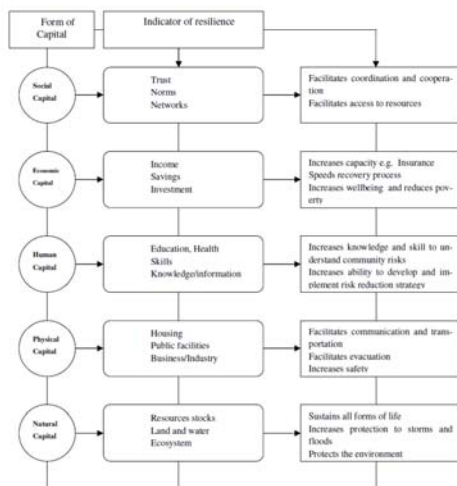 Form of
Capital
Indicator of resilience
Social
Capital
Trust
Norms
Networks
Facilitates coordination and coopera-
tion
Facilitates access to resources
Economic
Capital
Income
Savings
Investment
Increases capacity e.g. Insurance
Speeds recovery process
Increases wellbeing and reduces pov-
erty
Human
Capital
Education, Health
Skills
Knowledge/information
Increases knowledge and skill to un-
derstand community risks
Increases ability to develop and im-
plement risk reduction strategy
Physical
Capital
Housing
Public facilities
Business/Industry
Facilitates communication and trans-
portation
Facilitates evacuation
Increases safety
Natural
Capital
Resources stocks
Land and water
Ecosystem
Sustains all forms of life
Increases protection to storms and
floods
Protects the environment